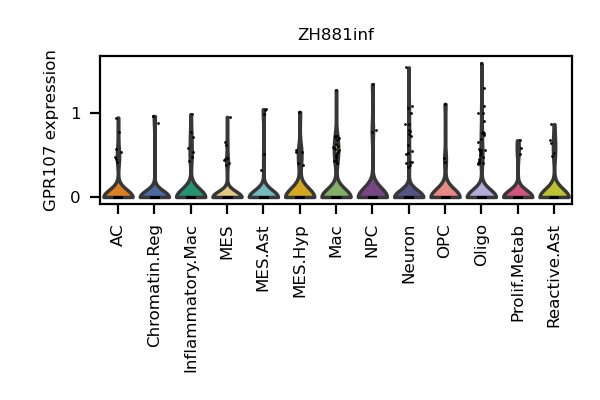 ZH881inf
GPR107 expression
1
0
AC
Chromatin.Reg
Inflammatory.Mac
MES
MES.Ast
MES.Hyp
Mac
NPC
Neuron
OPC
Oligo
Prolif.Metab
Reactive.Ast